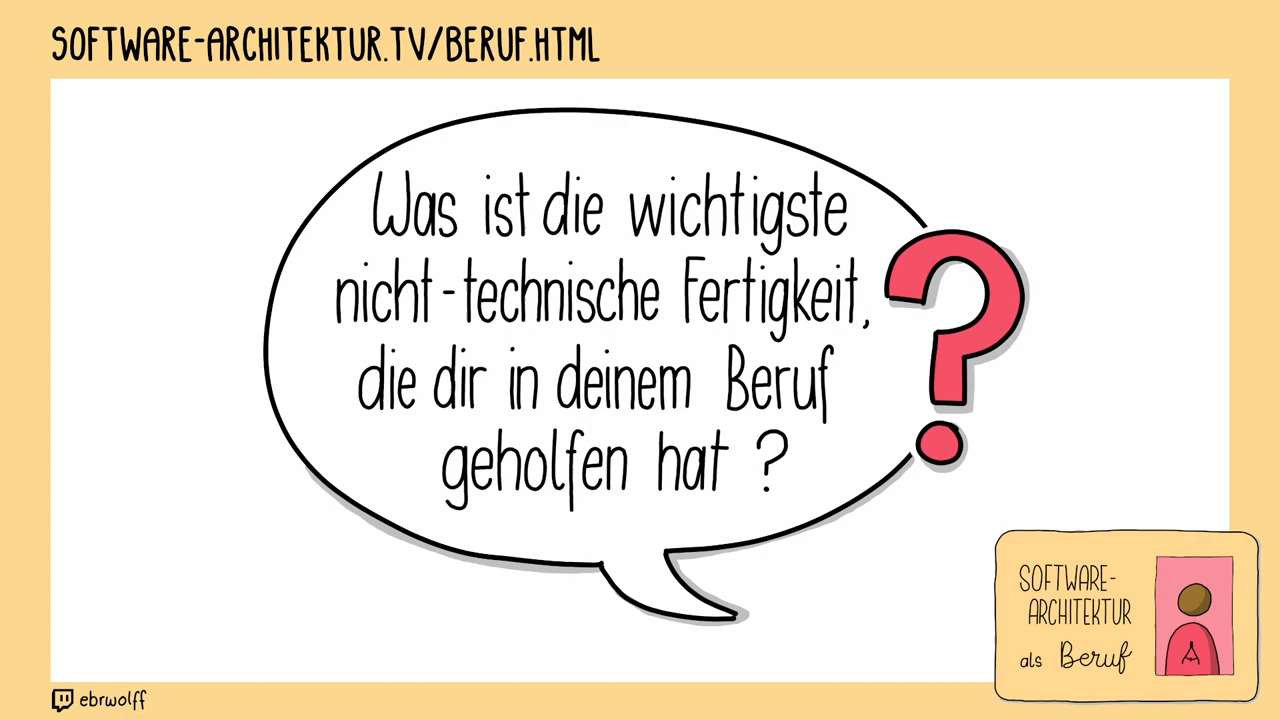 SOFTWARE-ARCHITEKTUR.TV/BERUF.HTML
Was ist die wichtigste
nicht-technische Fertigkeit,
die dir in deinem Beruf
geholfen hat ?
?
SOFTWARE-
ARCHITEKTUR
als Beruf
ebrwolff